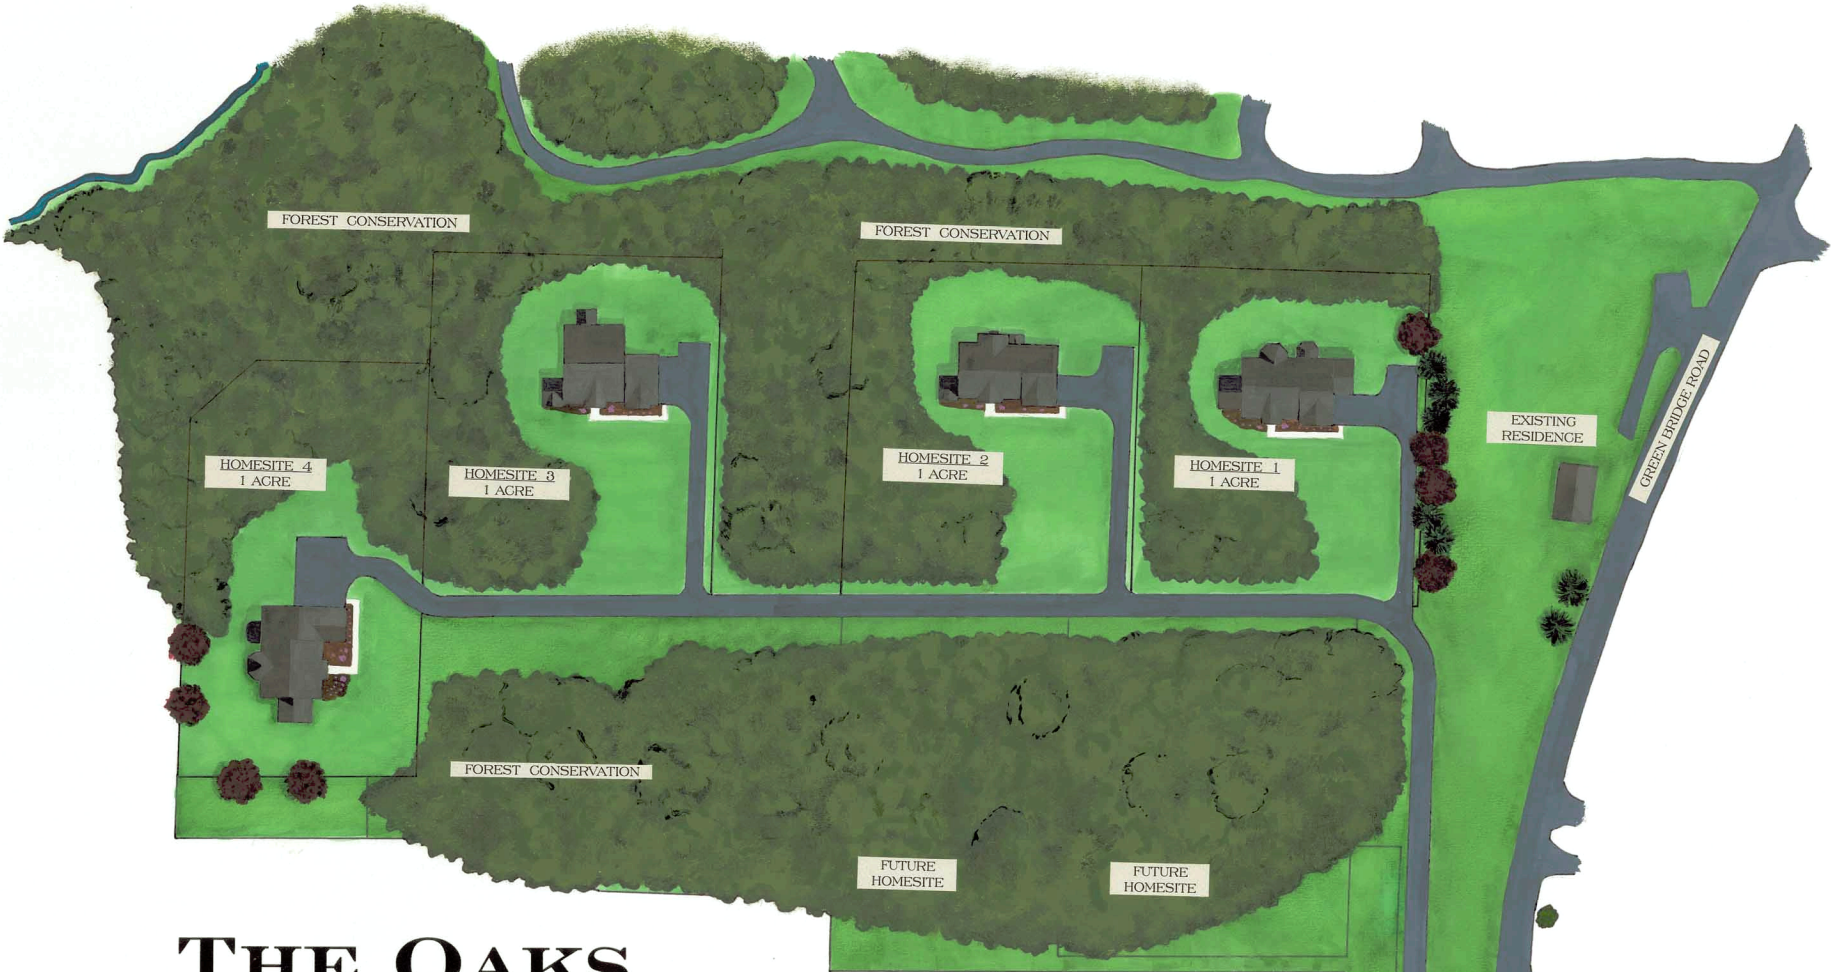 FOREST CONSERVATION
FOREST CONSERVATION
HOMESITE 4
1 ACRE
HOMESITE 3
1 ACRE
HOMESITE 2
1 ACRE
HOMESITE 1
1 ACRE
EXISTING
RESIDENCE
GREEN BRIDGE ROAD
FOREST CONSERVATION
FUTURE
HOMESITE
FUTURE
HOMESITE
THE OAKS